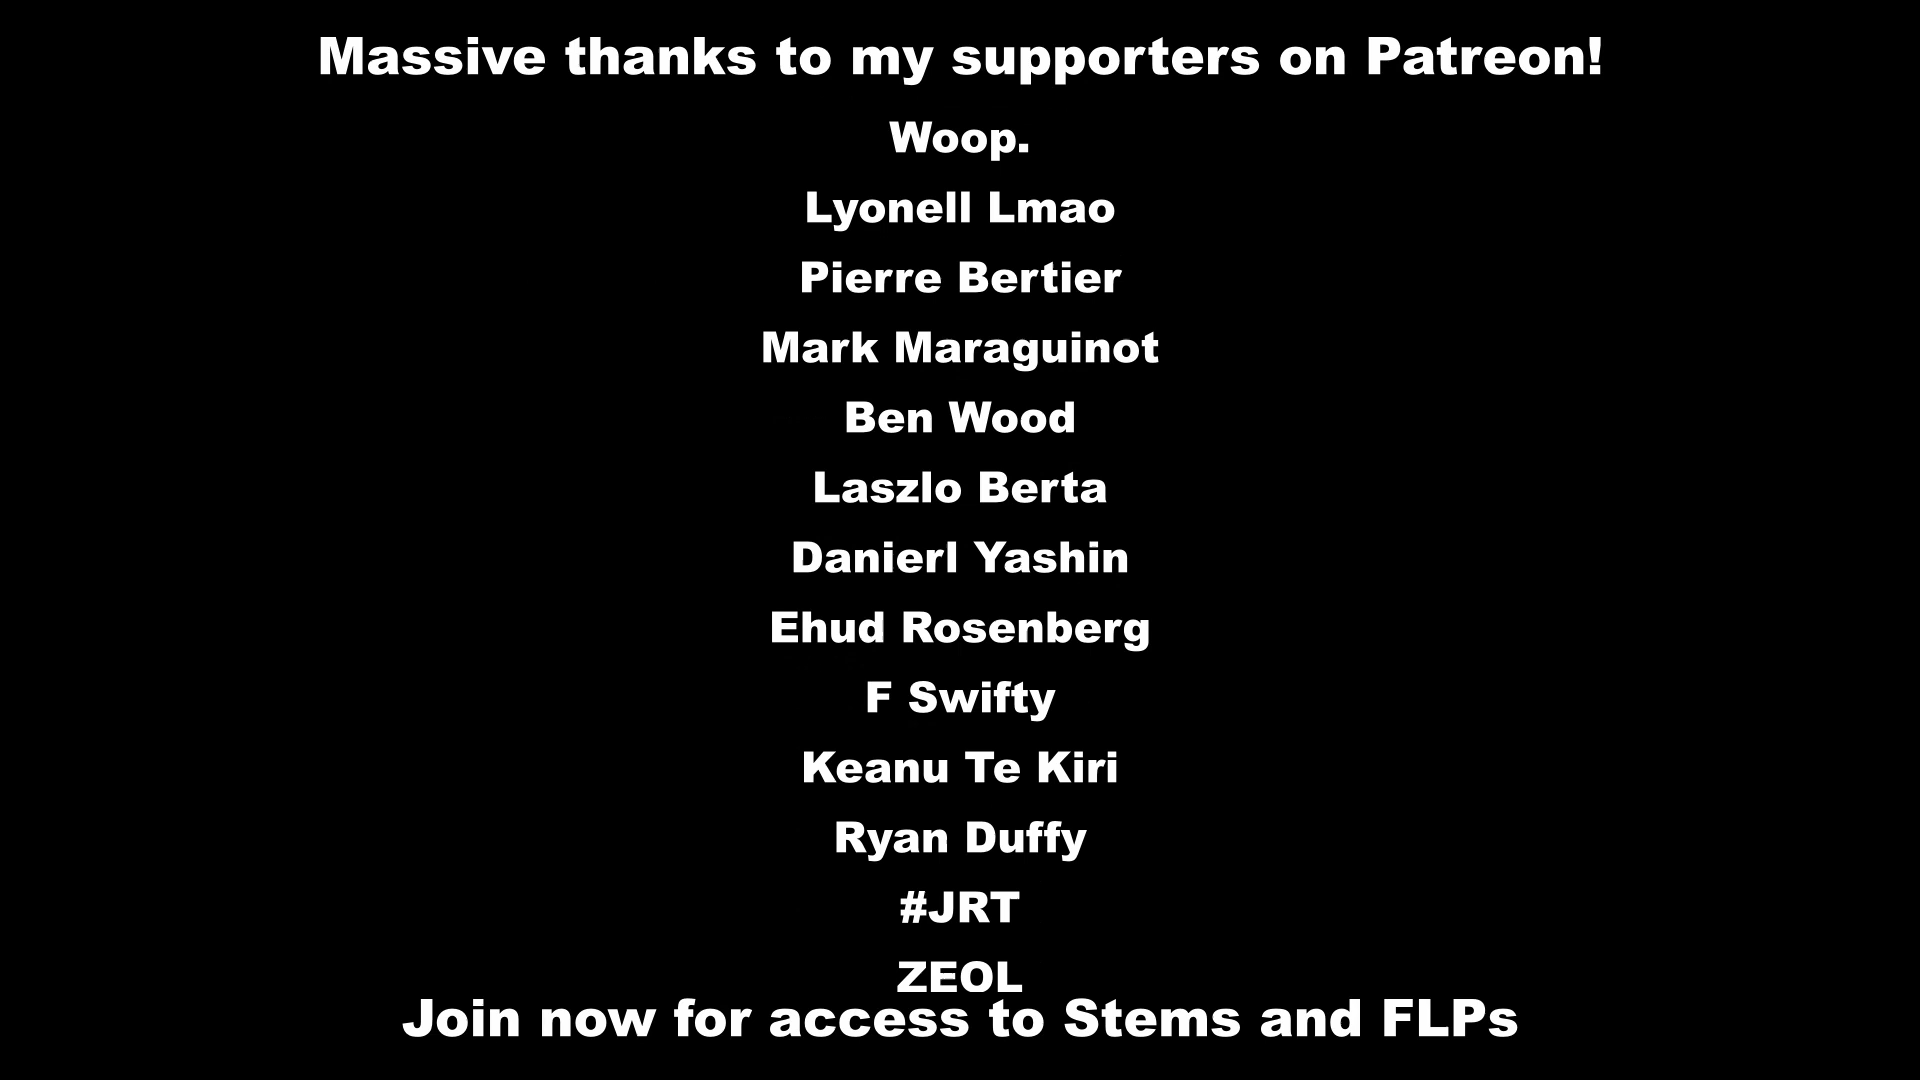 Massive thanks to my supporters on Patreon!
Woop.
Lyonell Lmao
Pierre Bertier
Mark Maraguinot
Ben Wood
Laszlo Berta
Danierl Yashin
Ehud Rosenberg
F Swifty
Keanu Te Kiri
Ryan Duffy
#JRT
ZEOL
Join now for access to Stems and FLPs